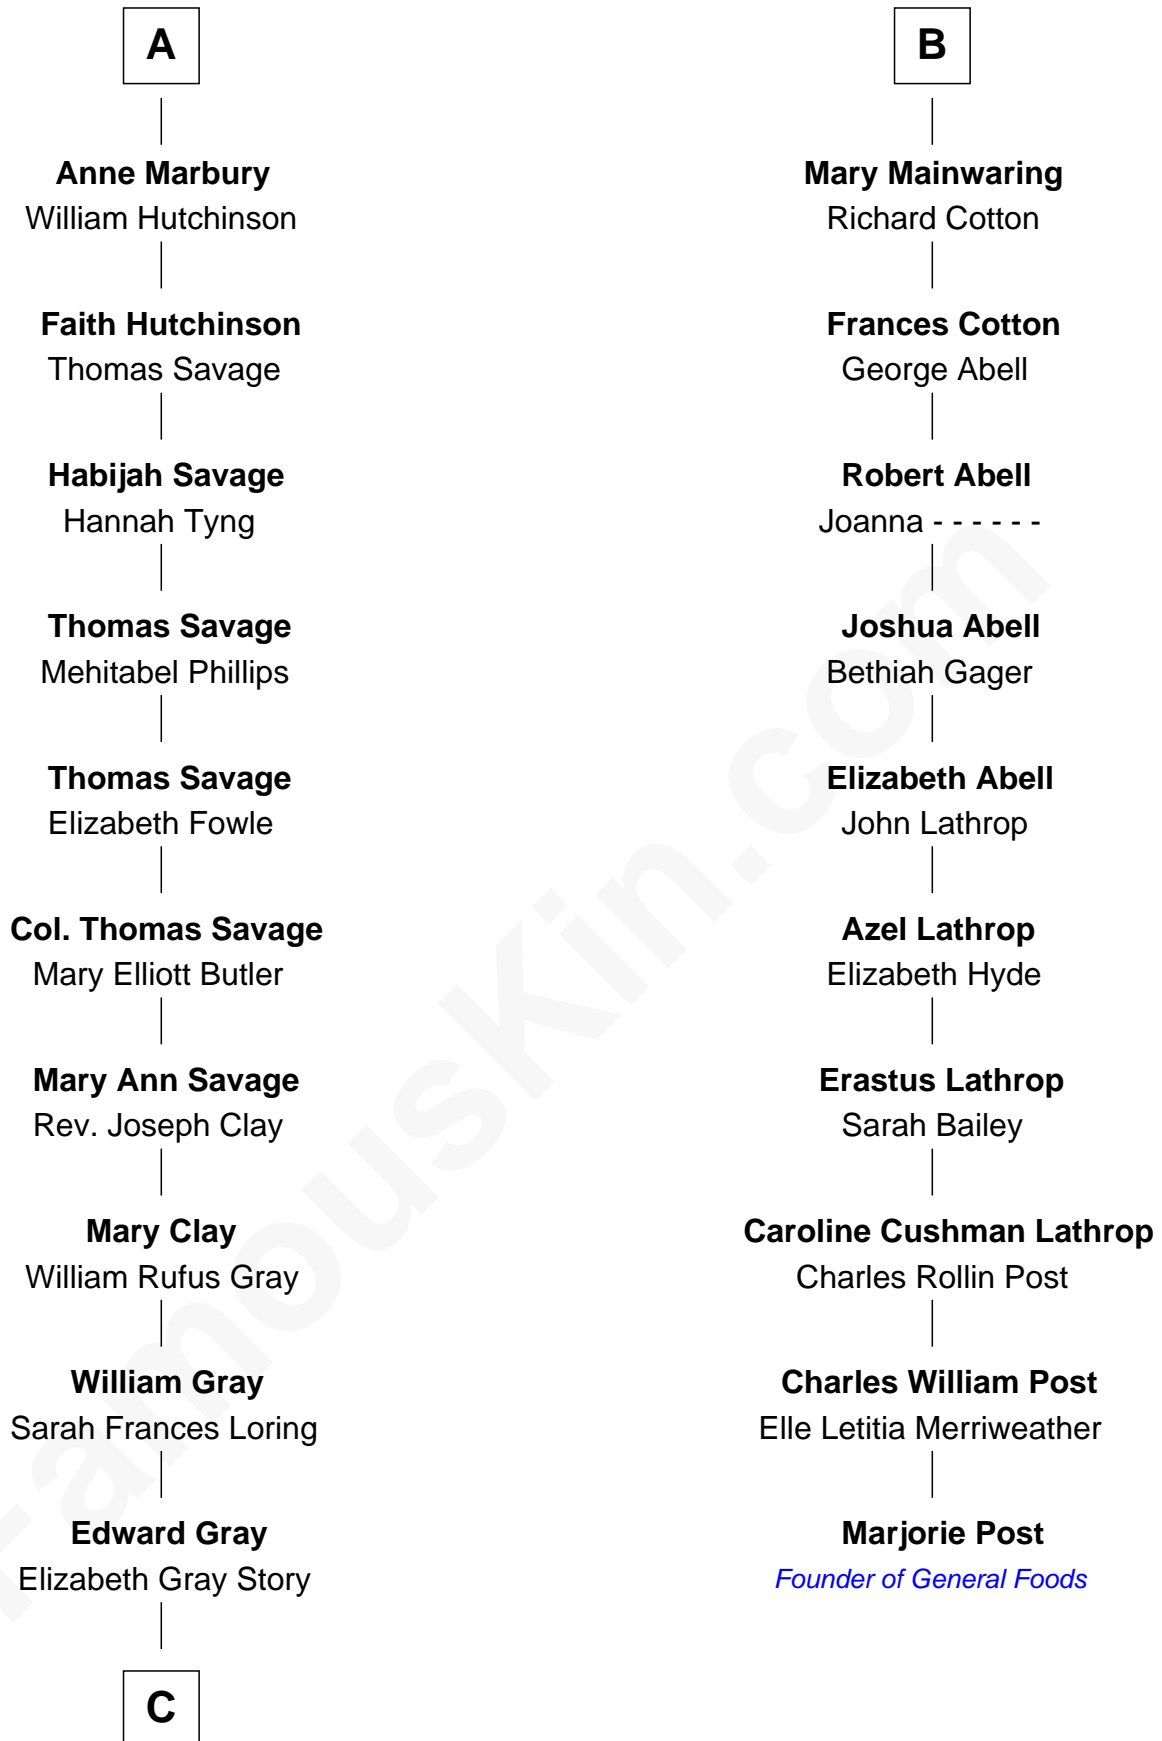 A
Anne Marbury
William Hutchinson
Faith Hutchinson
Thomas Savage
Habijah Savage
Hannah Tyng
Thomas Savage
Mehitabel Phillips
Thomas Savage
Elizabeth Fowle
Col. Thomas Savage
Mary Elliott Butler
Mary Ann Savage
Rev. Joseph Clay
Mary Clay
William Rufus Gray
William Gray
Sarah Frances Loring
Edward Gray
Elizabeth Gray Story
C
B
Mary Mainwaring
Richard Cotton
Frances Cotton
George Abell
Robert Abell
Joanna - - - - - -
Joshua Abell
Bethiah Gager
Elizabeth Abell
John Lathrop
Azel Lathrop
Elizabeth Hyde
Erastus Lathrop
Sarah Bailey
Caroline Cushman Lathrop
Charles Rollin Post
Charles William Post
Elle Letitia Merriweather
Marjorie Post
Founder of General Foods
FamousKin.com